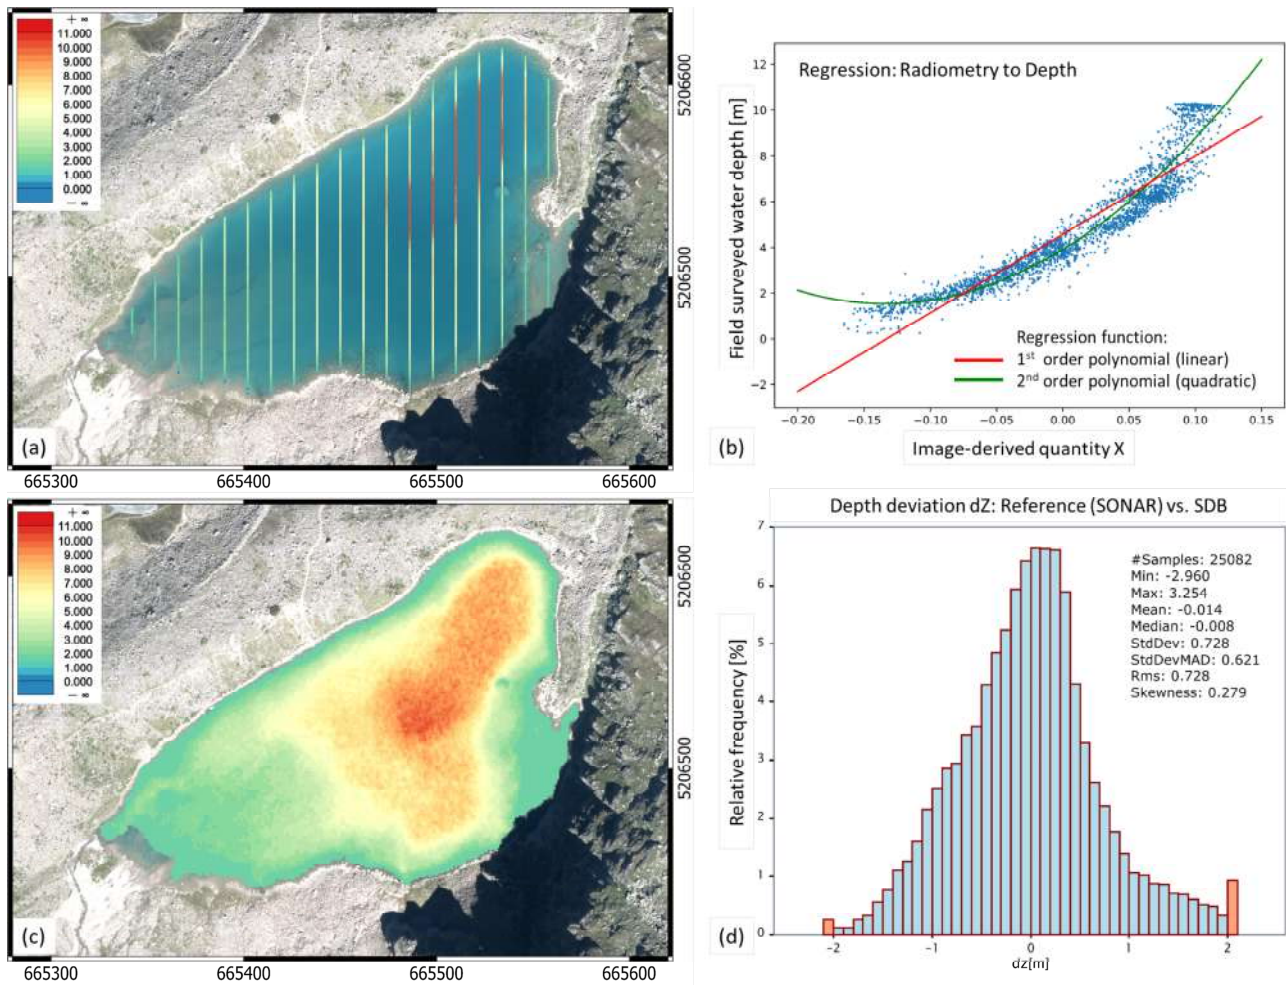 + ∞
11.000
10.000
9.000
8.000
7.000
6.000
5.000
4.000
3.000
2.000
1.000
0.000
− ∞
(a)
5206600
5206500
665300 665400 665500 665600
Regression: Radiometry to Depth
Field surveyed water depth [m]
12
10
8
6
4
2
0
−2
Regression function:
1st order polynomial (linear)
2nd order polynomial (quadratic)
−0.20 −0.15 −0.10 −0.05 0.00 0.05 0.10 0.15
(b)
Image-derived quantity X
+ ∞
11.000
10.000
9.000
8.000
7.000
6.000
5.000
4.000
3.000
2.000
1.000
0.000
− ∞
(c)
5206600
5206500
665300 665400 665500 665600
Depth deviation dZ: Reference (SONAR) vs. SDB
Relative frequency [%]
7
6
5
4
3
2
1
0
#Samples: 25082
Min: -2.960
Max: 3.254
Mean: -0.014
Median: -0.008
StdDev: 0.728
StdDevMAD: 0.621
Rms: 0.728
Skewness: 0.279
(d)
−2 −1 0 1 2
dz[m]